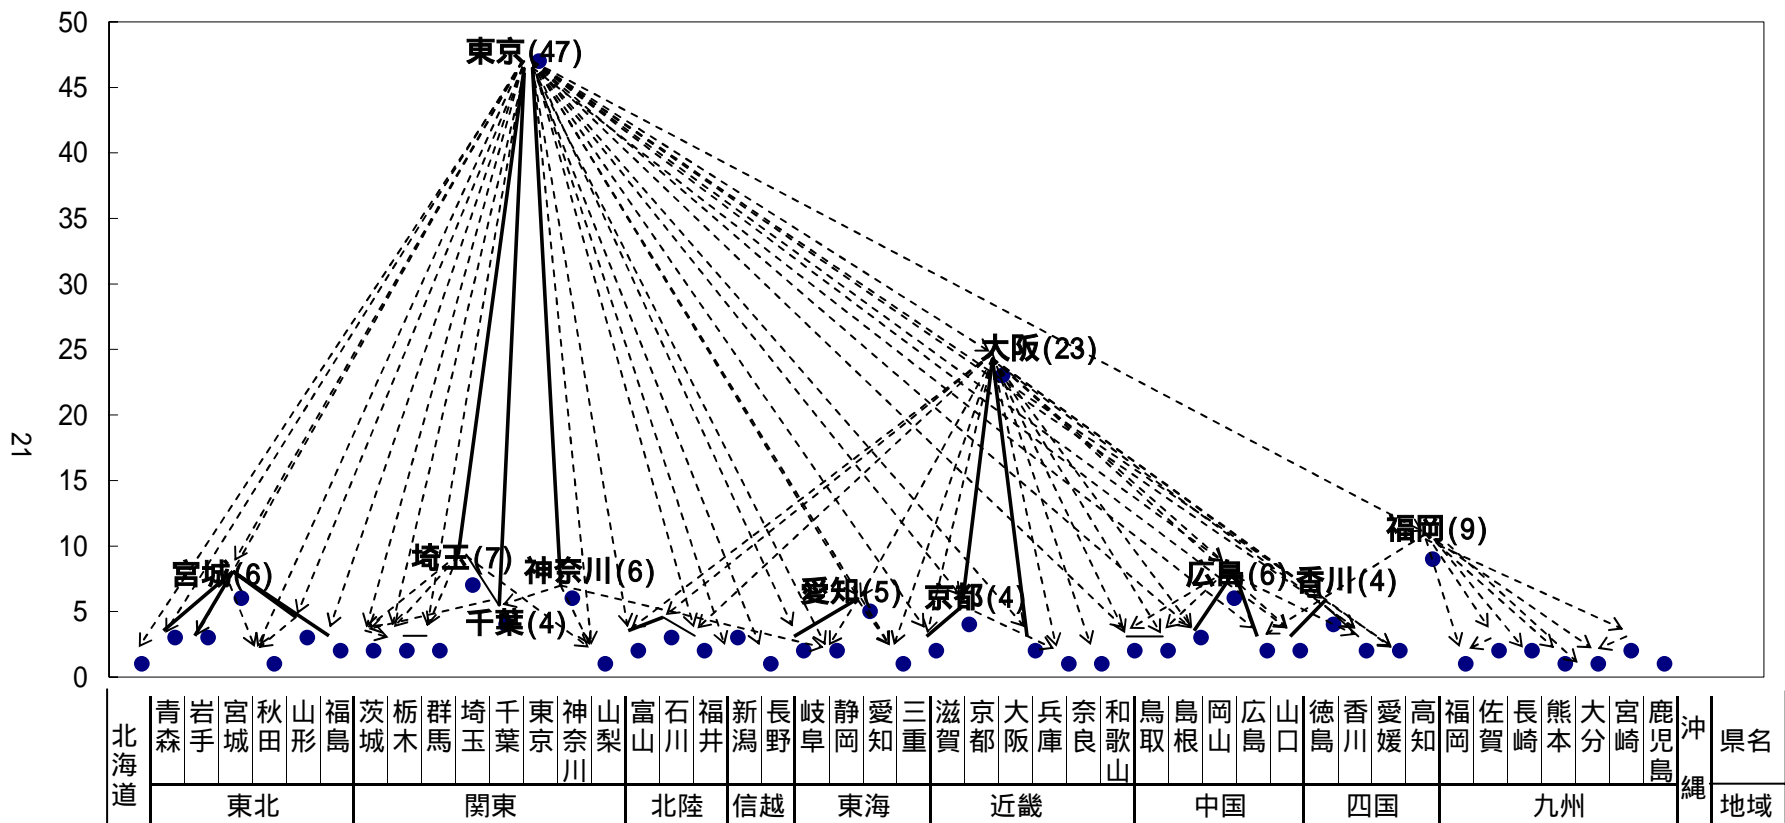 50
45
40
35
30
25
20
15
10
5
0
21
東京(47)
大阪(23)
福岡(9)
宮城(6)
埼玉(7)
神奈川(6)
千葉(4)
愛知(5)
京都(4)
広島(6)
香川(4)
北海道
青森
岩手
宮城
秋田
山形
福島
茨城
栃木
群馬
埼玉
千葉
東京
神奈川
山梨
富山
石川
福井
新潟
長野
岐阜
静岡
愛知
三重
滋賀
京都
大阪
兵庫
奈良
和歌山
鳥取
島根
岡山
広島
山口
徳島
香川
愛媛
高知
福岡
佐賀
長崎
熊本
大分
宮崎
鹿児島
沖縄
県名
東北
関東
北陸
信越
東海
近畿
中国
四国
九州
地域